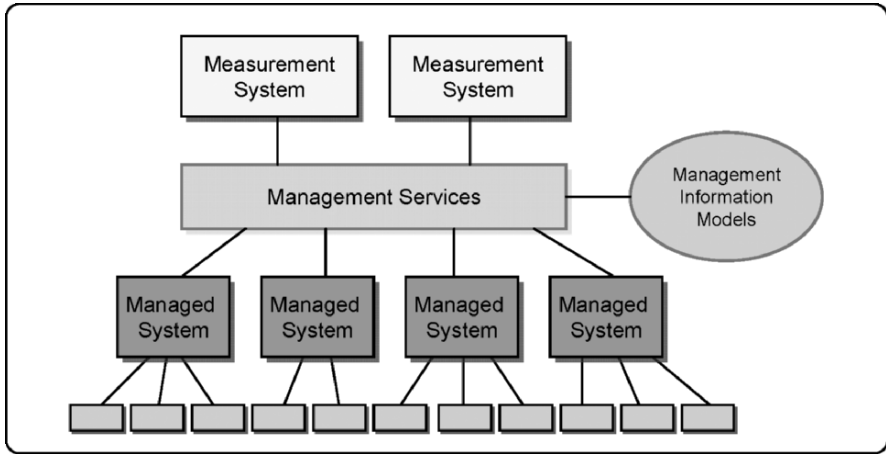 Measurement
System
Measurement
System
Management Services
Management
Information
Models
Managed
System
Managed
System
Managed
System
Managed
System